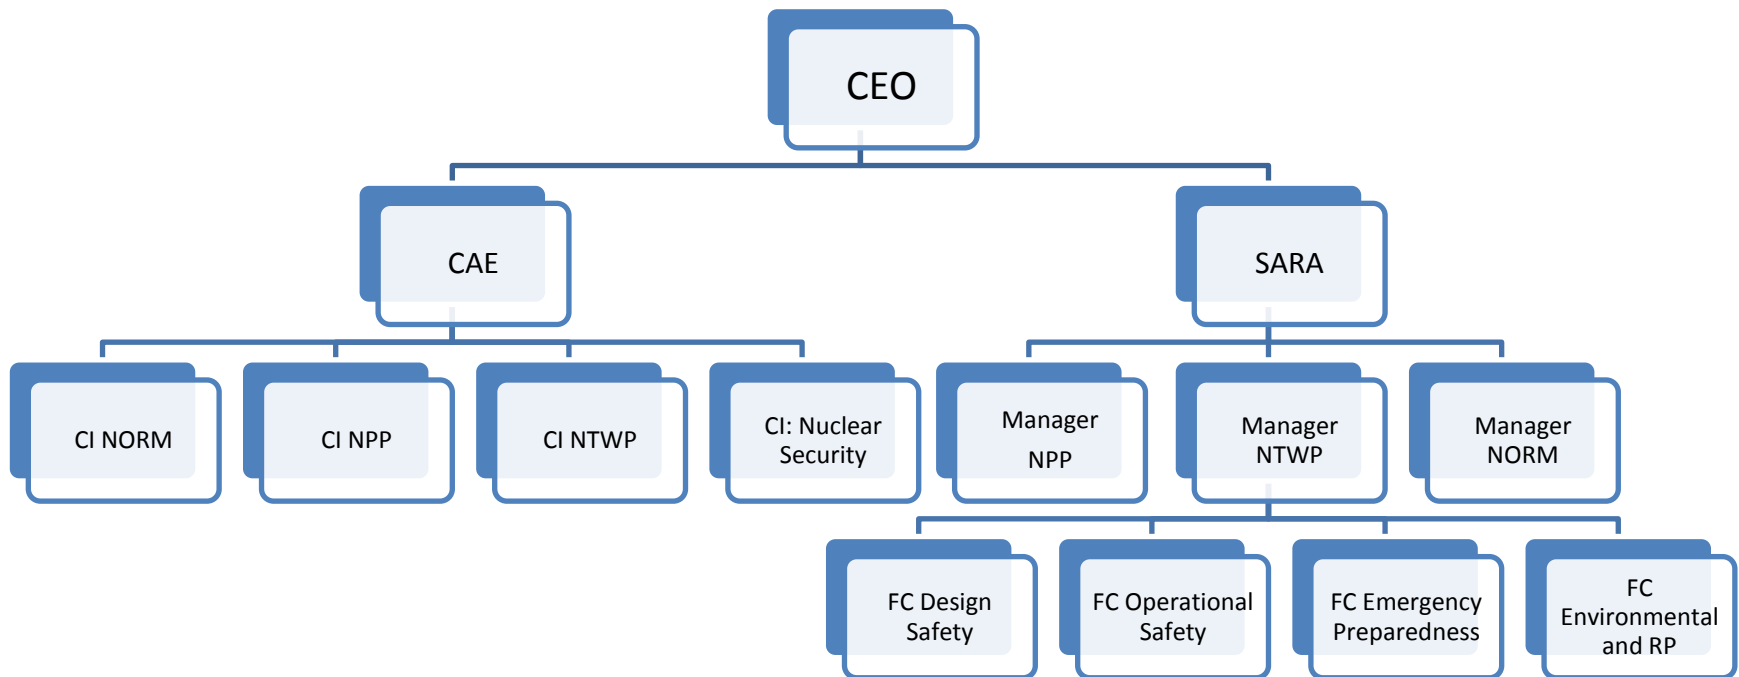 CEO
CAE
SARA
CI NORM
CI NPP
CI NTWP
CI: Nuclear
Security
Manager
NPP
Manager
NTWP
Manager
NORM
FC Design
Safety
FC Operational
Safety
FC Emergency
Preparedness
FC
Environmental
and RP